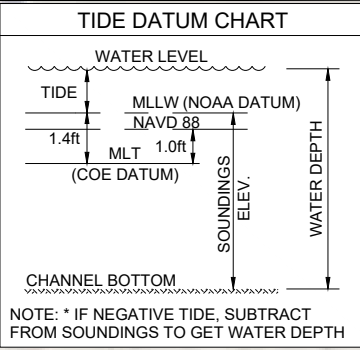 TIDE DATUM CHART
WATER LEVEL
TIDE
MLLW (NOAA DATUM)
NAVD 88
1.4ft
1.0ft
MLT
(COE DATUM)
SOUNDINGS
ELEV.
WATER DEPTH
CHANNEL BOTTOM
NOTE: * IF NEGATIVE TIDE, SUBTRACT
FROM SOUNDINGS TO GET WATER DEPTH